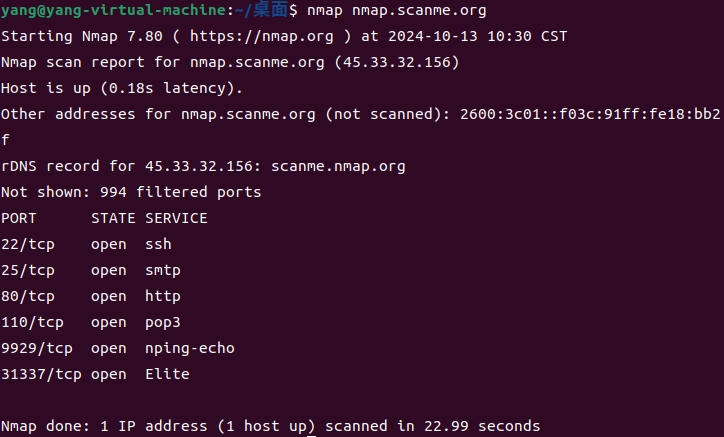 yang@yang-virtual-machine:~/桌面$ nmap nmap.scanme.org
Starting Nmap 7.80 ( https://nmap.org ) at 2024-10-13 10:30 CST
Nmap scan report for nmap.scanme.org (45.33.32.156)
Host is up (0.18s latency).
Other addresses for nmap.scanme.org (not scanned): 2600:3c01::f03c:91ff:fe18:bb2
f
rDNS record for 45.33.32.156: scanme.nmap.org
Not shown: 994 filtered ports
PORT      STATE SERVICE
22/tcp    open  ssh
25/tcp    open  smtp
80/tcp    open  http
110/tcp   open  pop3
9929/tcp  open  nping-echo
31337/tcp open  Elite
Nmap done: 1 IP address (1 host up) scanned in 22.99 seconds